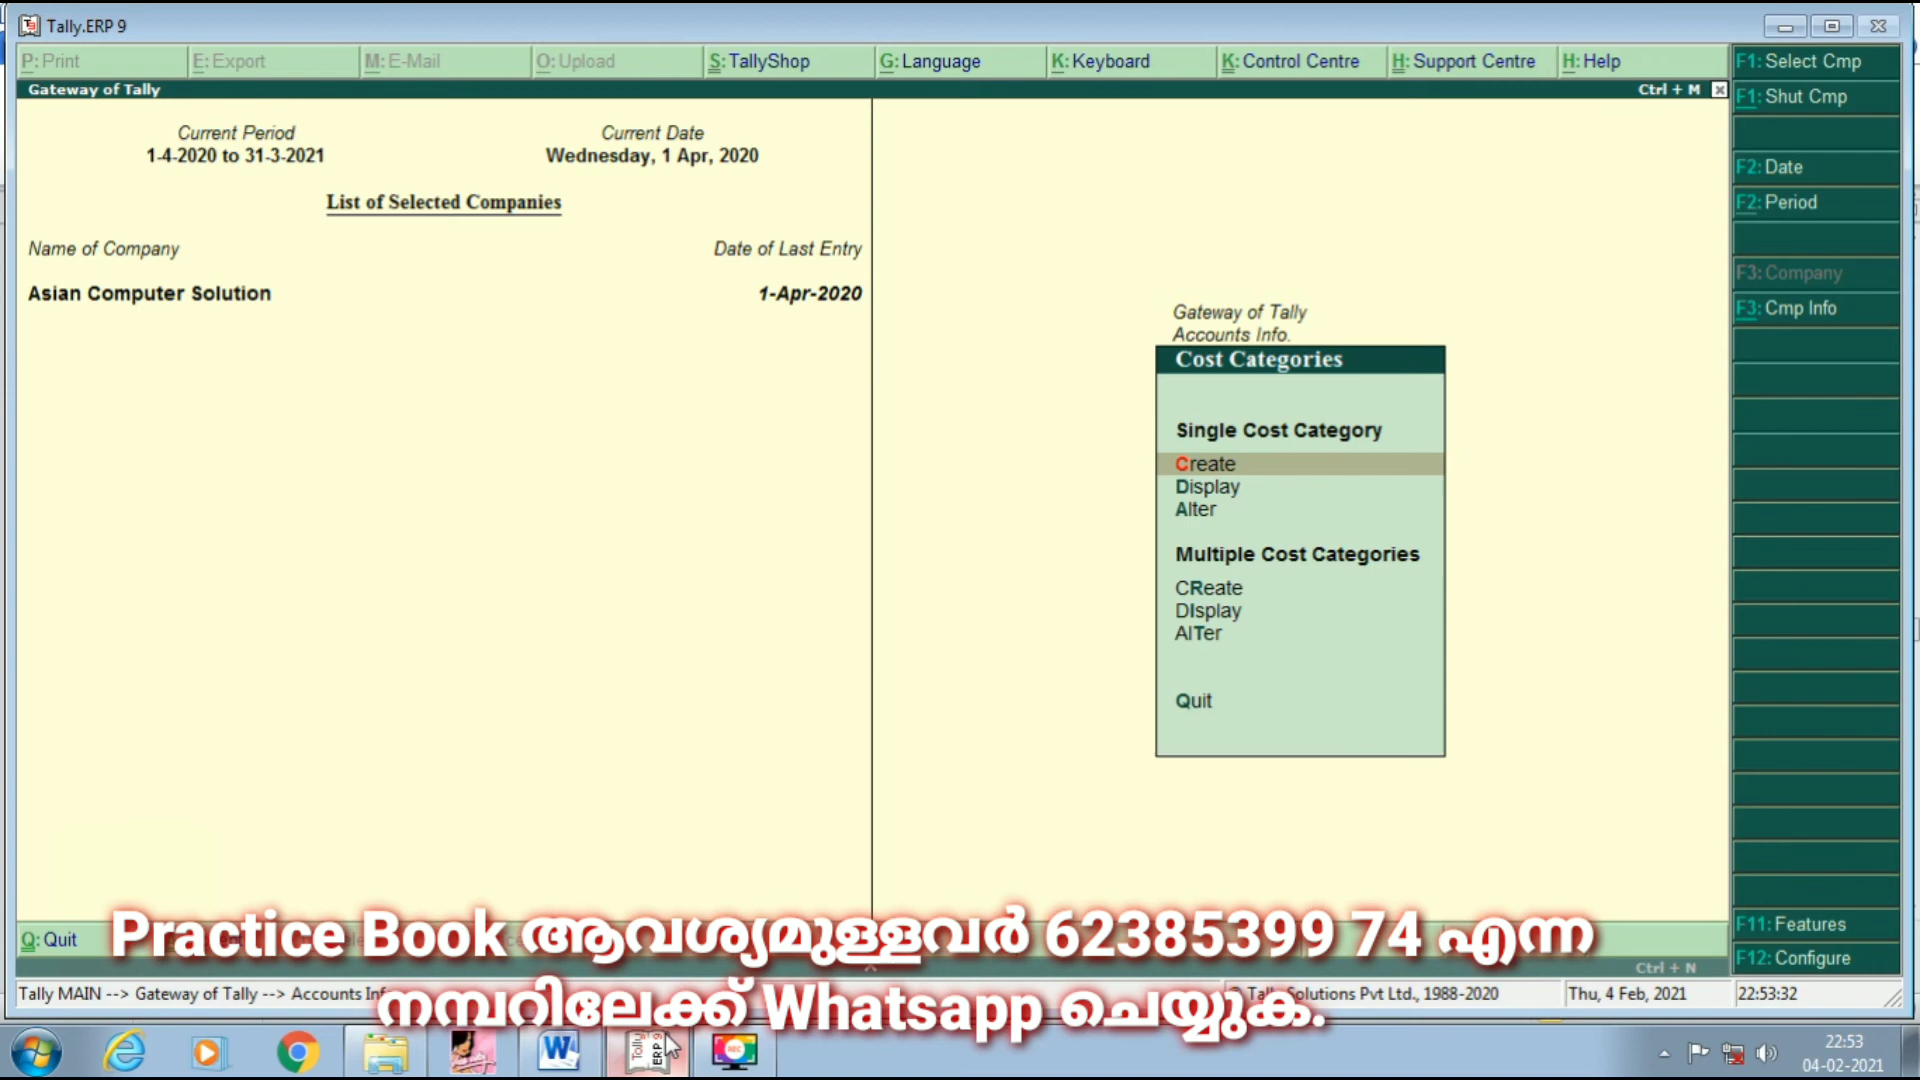 Tally.ERP 9
P: Print E: Export M: E-Mail O: Upload S: TallyShop G: Language K: Keyboard K: Control Centre H: Support Centre H: Help
Gateway of Tally Ctrl + M
Current Period Current Date
1-4-2020 to 31-3-2021 Wednesday, 1 Apr, 2020
List of Selected Companies
Name of Company Date of Last Entry
Asian Computer Solution 1-Apr-2020
Gateway of Tally
Accounts Info.
Cost Categories
Single Cost Category
Create
Display
Alter
Multiple Cost Categories
CReate
DIsplay
AlTer
Quit
F1: Select Cmp
F1: Shut Cmp
F2: Date
F2: Period
F3: Company
F3: Cmp Info
F11: Features
F12: Configure
Q: Quit
Practice Book ആവശ്യമുള്ളവർ 62385399 74 എന്ന
നമ്പറിലേക്ക് Whatsapp ചെയ്യുക.
Ctrl + N
Tally MAIN --> Gateway of Tally --> Accounts Tally Solutions Pvt Ltd., 1988-2020 Thu, 4 Feb, 2021 22:53:32
22:53
04-02-2021